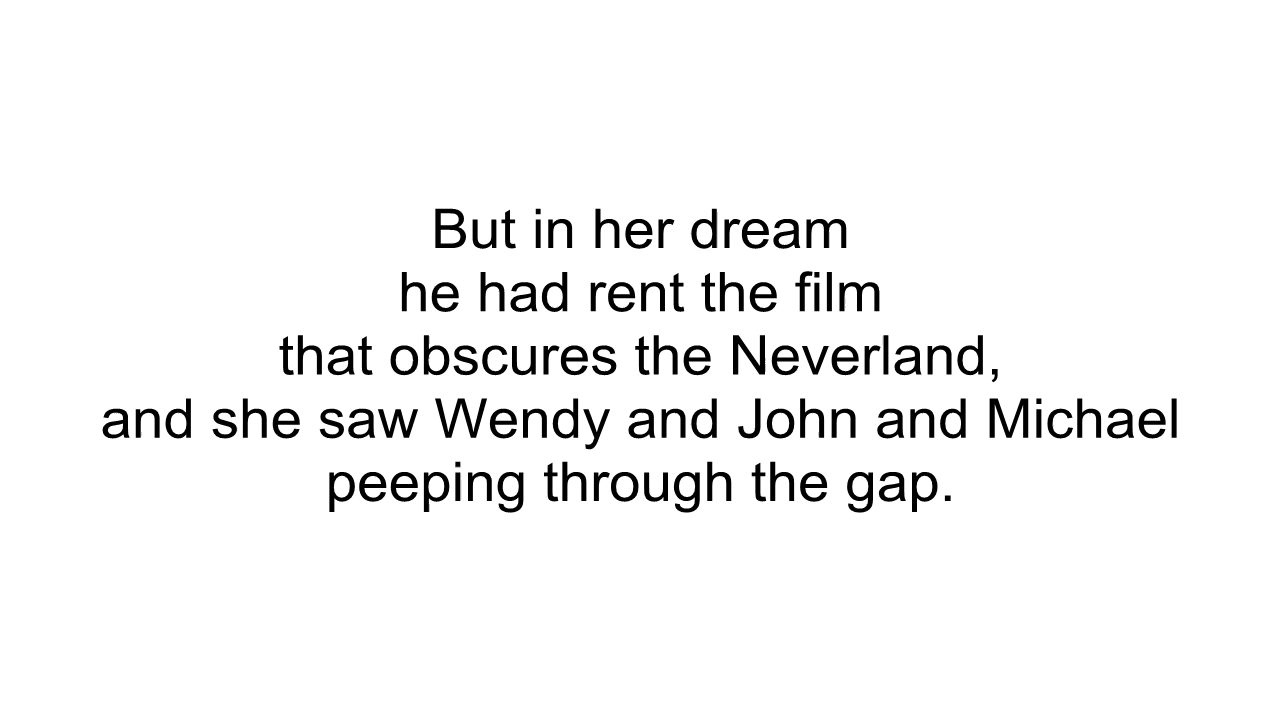 But in her dream
he had rent the film
that obscures the Neverland,
and she saw Wendy and John and Michael
peeping through the gap.